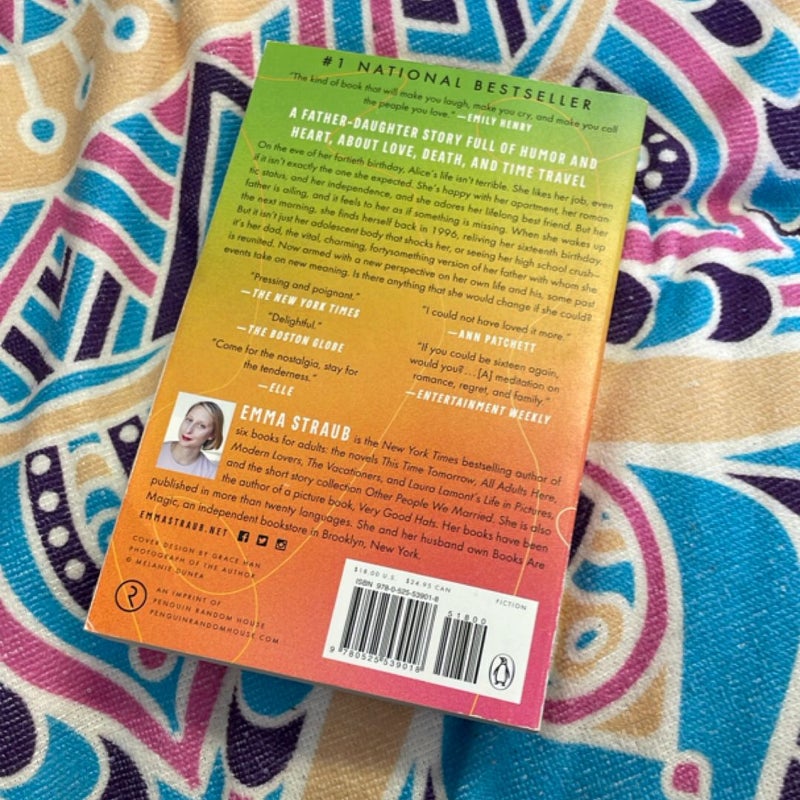 #1 NATIONAL BESTSELLER
"The kind of book that will make you laugh, make you cry, and make you call
the people you love." —EMILY HENRY
A FATHER-DAUGHTER STORY FULL OF HUMOR AND
HEART, ABOUT LOVE, DEATH, AND TIME TRAVEL
On the eve of her fortieth birthday, Alice's life isn't terrible. She likes her job, even
if it isn't exactly the one she expected. She's happy with her apartment, her roman-
tic status, and her independence, and she adores her lifelong best friend. But her
father is ailing, and it feels to her as if something is missing. When she wakes up
the next morning, she finds herself back in 1996, reliving her sixteenth birthday.
But it isn't just her adolescent body that shocks her, or seeing her high school crush–
it's her dad, the vital, charming, fortysomething version of her father with whom she
is reunited. Now armed with a new perspective on her own life and his, some past
events take on new meaning. Is there anything that she would change if she could?
"Pressing and poignant."
—THE NEW YORK TIMES
"Delightful."
—THE BOSTON GLOBE
"Come for the nostalgia, stay for
the tenderness."
—ELLE
"I could not have loved it more."
—ANN PATCHETT
"If you could be sixteen again,
would you? . . . [A] meditation on
romance, regret, and family."
—ENTERTAINMENT WEEKLY
EMMA STRAUB is the New York Times bestselling author of
six books for adults: the novels This Time Tomorrow, All Adults Here,
Modern Lovers, The Vacationers, and Laura Lamont's Life in Pictures,
and the short story collection Other People We Married. She is also
the author of a picture book, Very Good Hats. Her books have been
published in more than twenty languages. She and her husband own Books Are
Magic, an independent bookstore in Brooklyn, New York.
EMMASTRAUB.NET
COVER DESIGN BY GRACE HAN
PHOTOGRAPH OF THE AUTHOR
© MELANIE DUNEA
AN IMPRINT OF
PENGUIN RANDOM HOUSE
PENGUINRANDOMHOUSE.COM
$18.00 U.S. $24.95 CAN
FICTION
ISBN 978-0-525-53901-8
51800
9 780525 539018